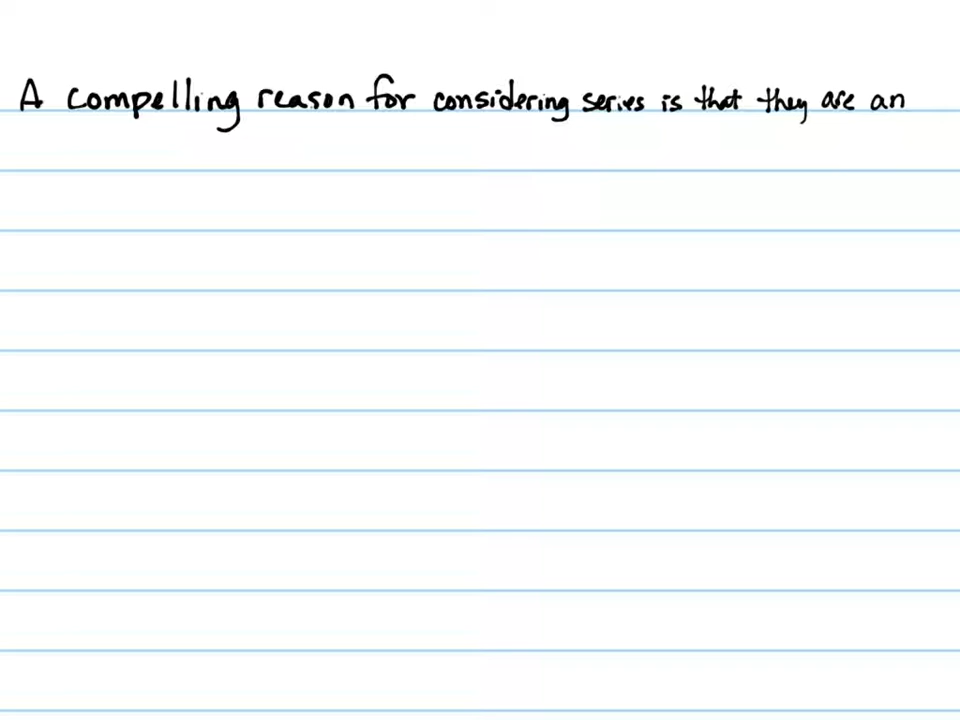 A compelling reason for considering series is that they are an